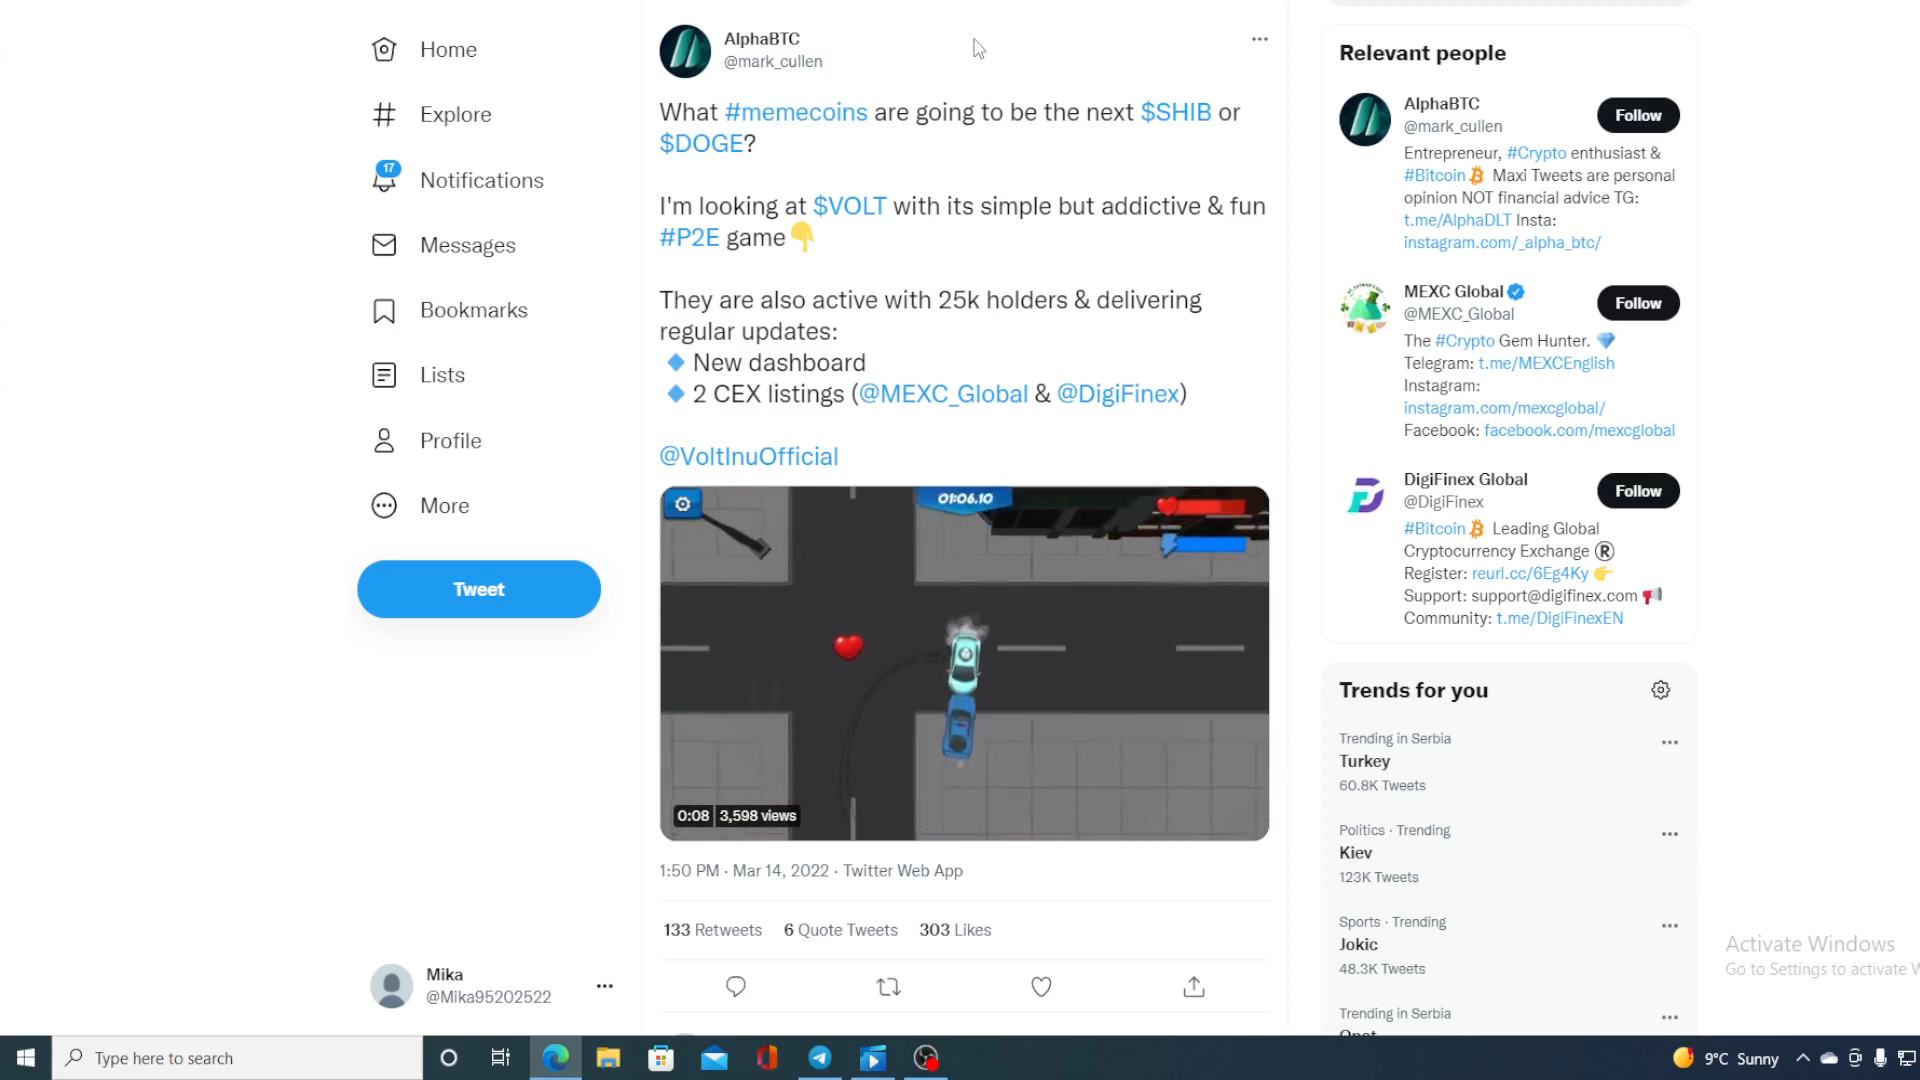 Home
Explore
17
Notifications
Messages
Bookmarks
Lists
Profile
More
Tweet
Mika
@Mika95202522
AlphaBTC
@mark_cullen
What #memecoins are going to be the next $SHIB or
$DOGE?
I'm looking at $VOLT with its simple but addictive & fun
#P2E game👇
They are also active with 25k holders & delivering
regular updates:
🔹 New dashboard
🔹 2 CEX listings (@MEXC_Global & @DigiFinex)
@VoltInuOfficial
01:06.10
0:08 3,598 views
1:50 PM · Mar 14, 2022 · Twitter Web App
133 Retweets 6 Quote Tweets 303 Likes
Relevant people
AlphaBTC
@mark_cullen
Follow
Entrepreneur, #Crypto enthusiast &
#Bitcoin Maxi Tweets are personal
opinion NOT financial advice TG:
t.me/AlphaDLT Insta:
instagram.com/_alpha_btc/
MEXC Global
@MEXC_Global
Follow
The #Crypto Gem Hunter. 💎
Telegram: t.me/MEXCEnglish
Instagram:
instagram.com/mexcglobal/
Facebook: facebook.com/mexcglobal
DigiFinex Global
@DigiFinex
Follow
#Bitcoin Leading Global
Cryptocurrency Exchange ®
Register: reurl.cc/6Eg4Ky 👉
Support: support@digifinex.com 📢
Community: t.me/DigiFinexEN
Trends for you
Trending in Serbia
Turkey
60.8K Tweets
Politics · Trending
Kiev
123K Tweets
Sports · Trending
Jokic
48.3K Tweets
Trending in Serbia
Activate Windows
Go to Settings to activate W
Type here to search
9°C Sunny